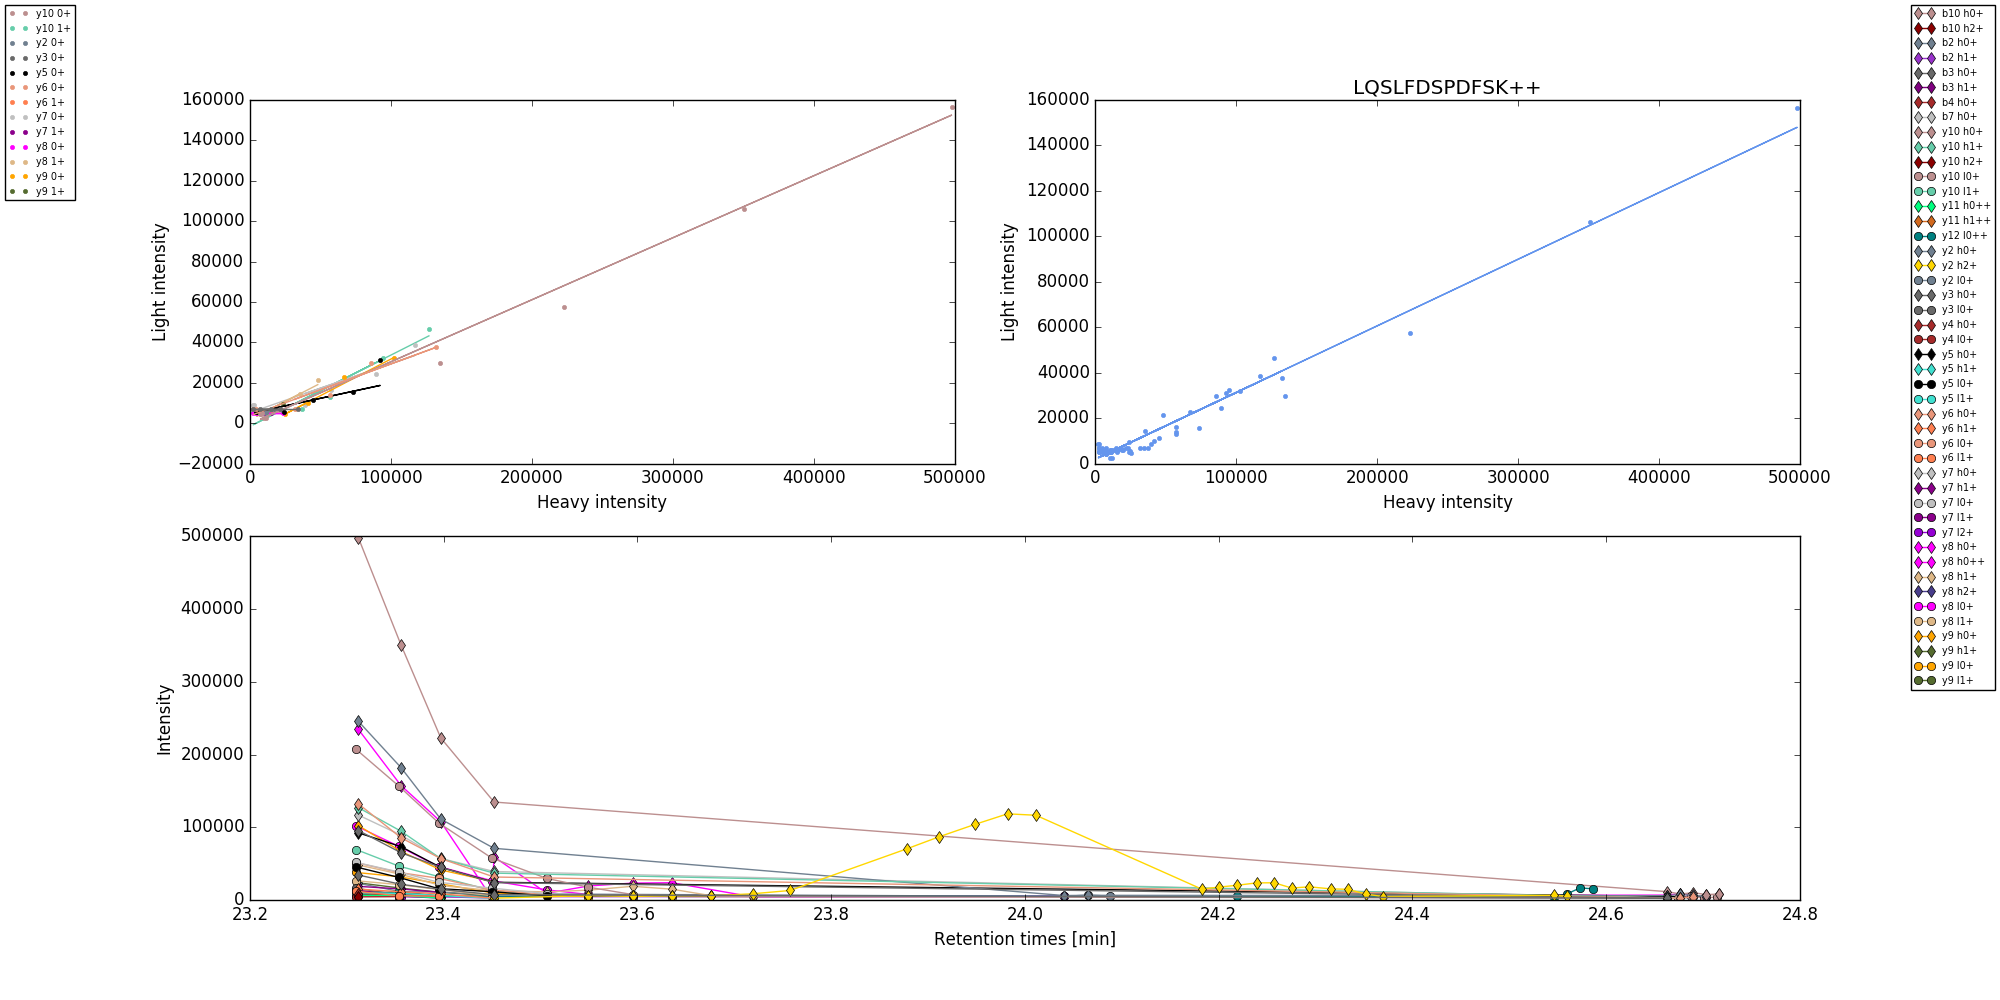 y10 0+
y10 1+
y2 0+
y3 0+
y5 0+
y6 0+
y6 1+
y7 0+
y7 1+
y8 0+
y8 1+
y9 0+
y9 1+
160000
140000
120000
100000
80000
60000
40000
20000
0
−20000
0 100000 200000 300000 400000 500000
Light intensity
Heavy intensity
LQSLFDSPDFSK++
160000
140000
120000
100000
80000
60000
40000
20000
0
0 100000 200000 300000 400000 500000
Light intensity
Heavy intensity
500000
400000
300000
200000
100000
0
23.2 23.4 23.6 23.8 24.0 24.2 24.4 24.6 24.8
Intensity
Retention times [min]
b10 h0+
b10 h2+
b2 h0+
b2 h1+
b3 h0+
b3 h1+
b4 h0+
b7 h0+
y10 h0+
y10 h1+
y10 h2+
y10 l0+
y10 l1+
y11 h0++
y11 h1++
y12 l0++
y2 h0+
y2 h2+
y2 l0+
y3 h0+
y3 l0+
y4 h0+
y4 l0+
y5 h0+
y5 h1+
y5 l0+
y5 l1+
y6 h0+
y6 h1+
y6 l0+
y6 l1+
y7 h0+
y7 h1+
y7 l0+
y7 l1+
y7 l2+
y8 h0+
y8 h0++
y8 h1+
y8 h2+
y8 l0+
y8 l1+
y9 h0+
y9 h1+
y9 l0+
y9 l1+